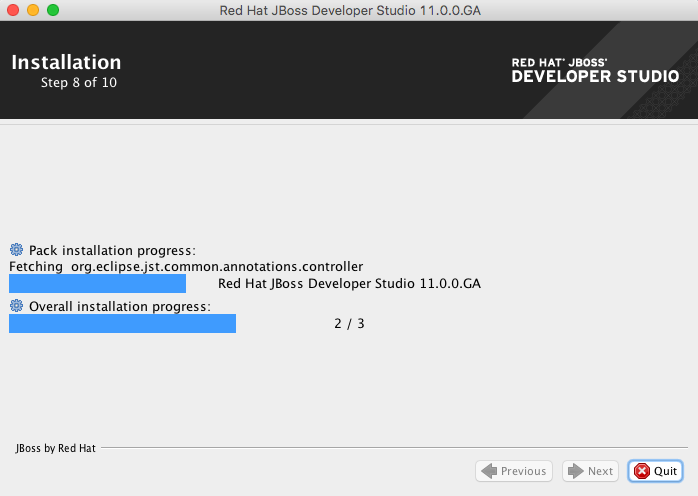 Red Hat JBoss Developer Studio 11.0.0.GA
Installation
Step 8 of 10
RED HAT® JBOSS®
DEVELOPER STUDIO
Pack installation progress:
Fetching org.eclipse.jst.common.annotations.controller
Red Hat JBoss Developer Studio 11.0.0.GA
Overall installation progress:
2 / 3
JBoss by Red Hat
Previous Next Quit